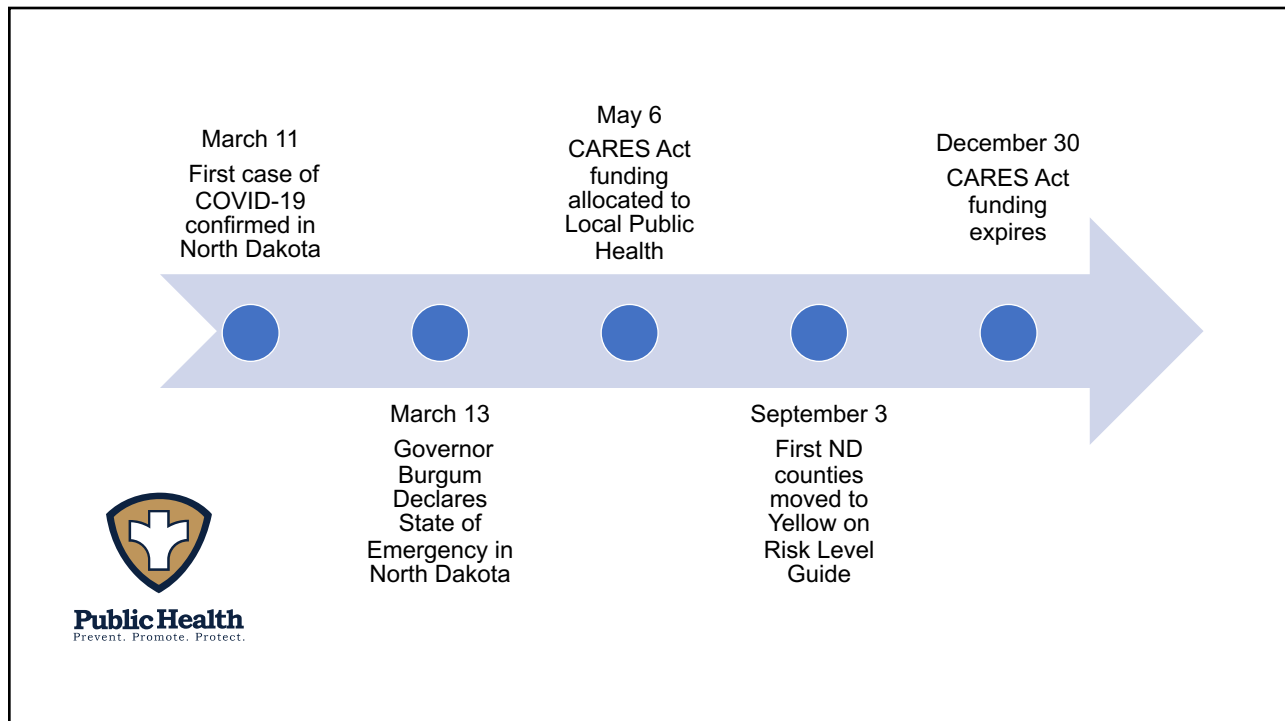 March 11
First case of
COVID-19
confirmed in
North Dakota
March 13
Governor
Burgum
Declares
State of
Emergency in
North Dakota
May 6
CARES Act
funding
allocated to
Local Public
Health
September 3
First ND
counties
moved to
Yellow on
Risk Level
Guide
December 30
CARES Act
funding
expires
Public Health
Prevent. Promote. Protect.